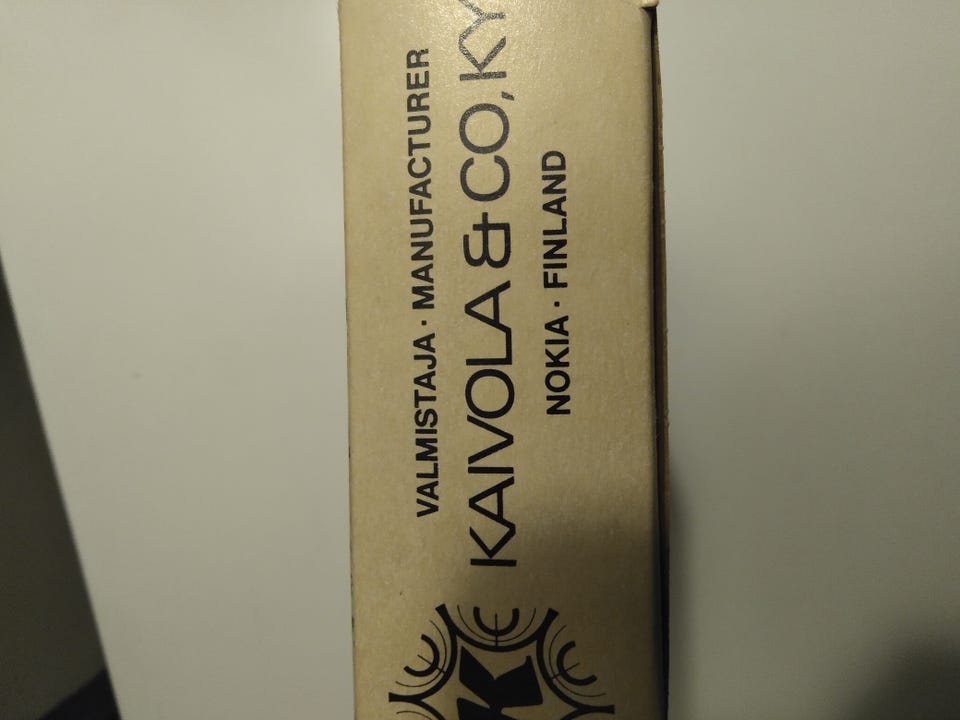 VALMISTAJA · MANUFACTURER
KAIVOLA & CO, KY
NOKIA · FINLAND
K